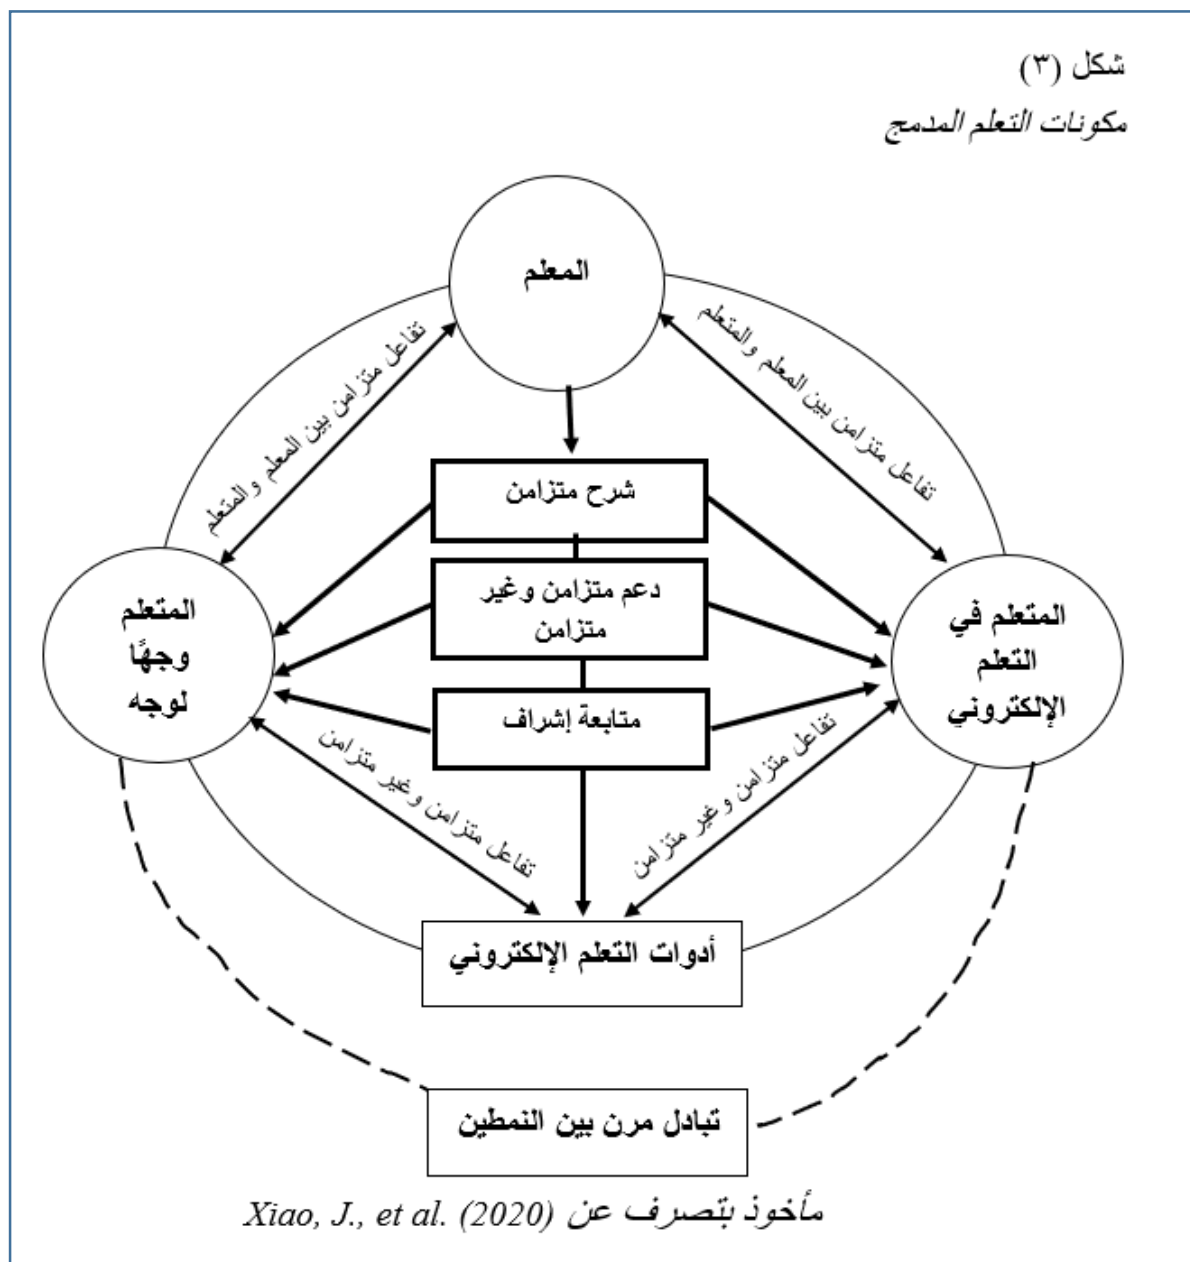 شكل (٣)
مكونات التعلم المدمج
المعلم
تفاعل متزامن بين المعلم والمتعلم
تفاعل متزامن بين المعلم والمتعلم
شرح متزامن
دعم متزامن وغير
متزامن
متابعة إشراف
المتعلم في
التعلم
الإلكتروني
المتعلم
وجهًا
لوجه
تفاعل متزامن وغير متزامن
تفاعل متزامن وغير متزامن
أدوات التعلم الإلكتروني
تبادل مرن بين النمطين
مأخوذ بتصرف عن Xiao, J., et al. (2020)